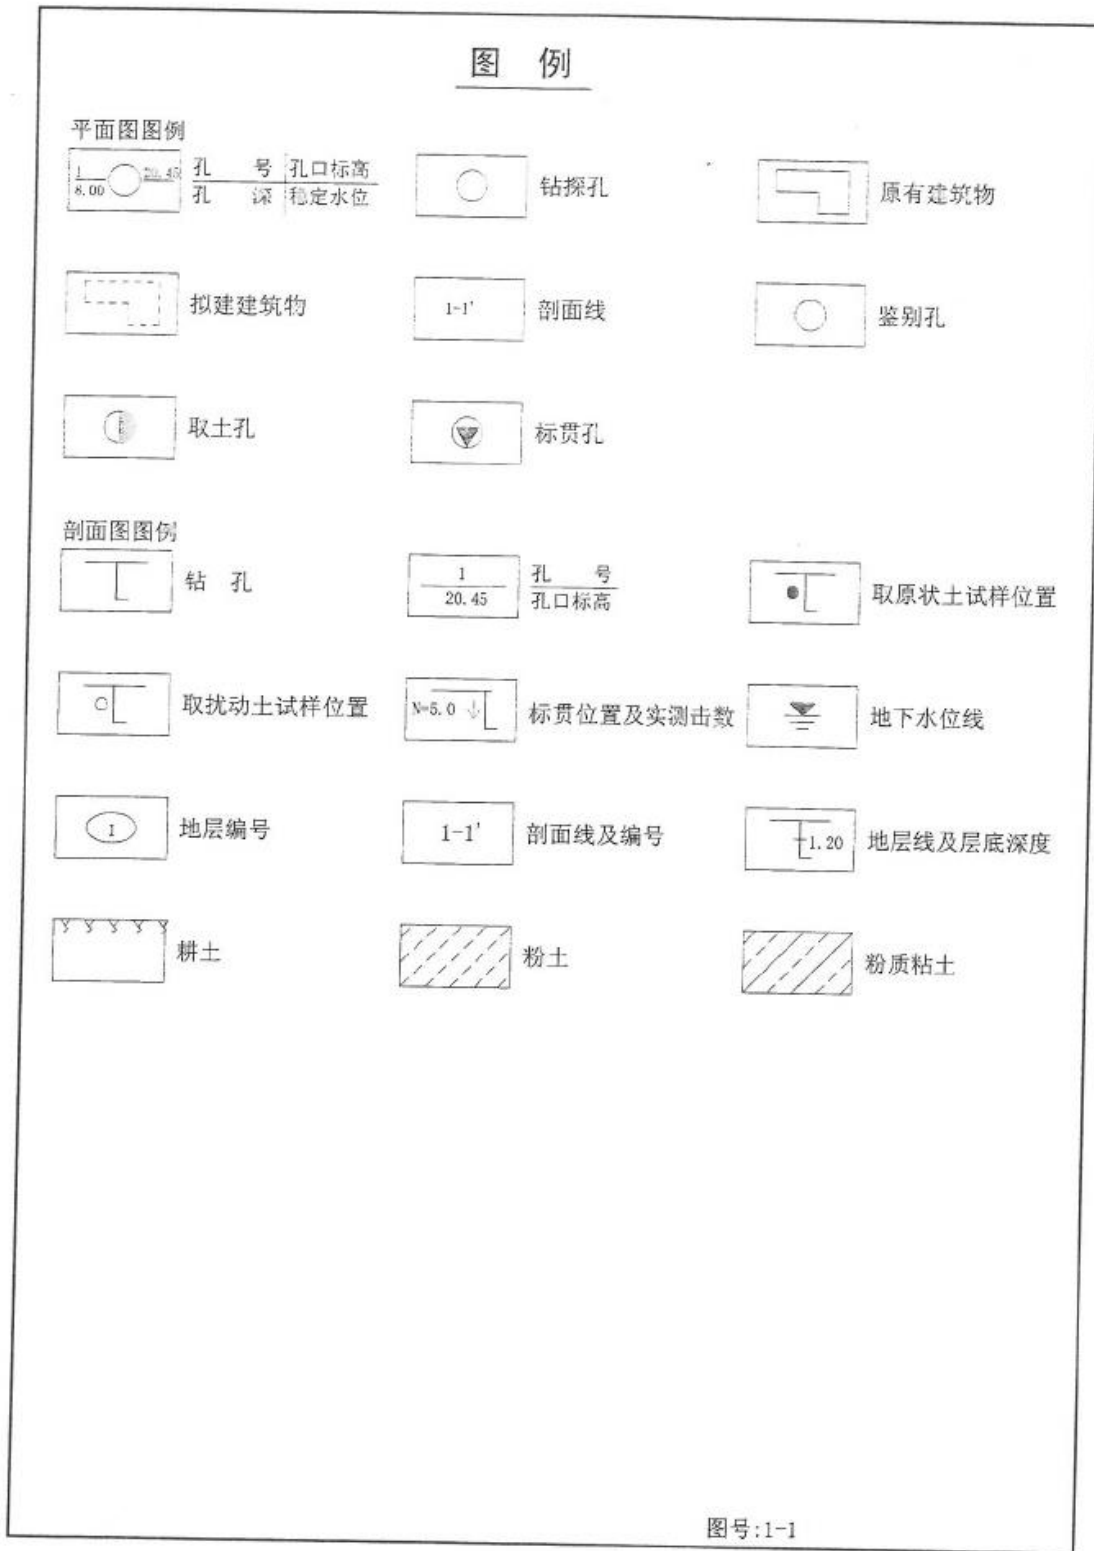 图 例
平面图图例
1 20.45 孔 号 孔口标高
8.00 孔 深 稳定水位
钻探孔
原有建筑物
拟建建筑物
1-1' 剖面线
鉴别孔
取土孔
标贯孔
剖面图图例
钻 孔
1 孔 号
20.45 孔口标高
取原状土试样位置
取扰动土试样位置
N=5.0 标贯位置及实测击数
地下水位线
1 地层编号
1-1' 剖面线及编号
1.20 地层线及层底深度
耕土
粉土
粉质粘土
图号:1-1